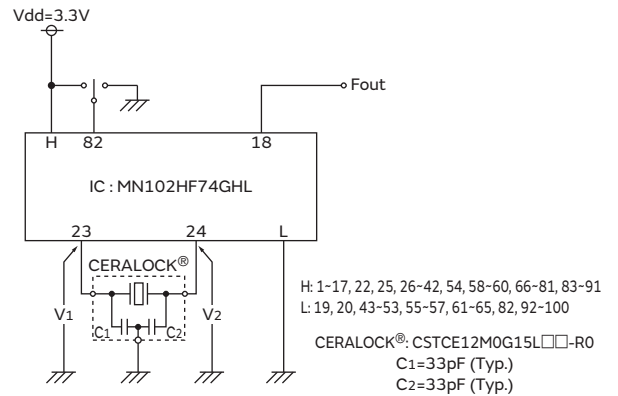 Vdd=3.3V
Fout
H 82 18
IC : MN102HF74GHL
23 24 L
CERALOCK®
V1 C1 C2 V2
H: 1~17, 22, 25, 26~42, 54, 58~60, 66~81, 83~91
L: 19, 20, 43~53, 55~57, 61~65, 82, 92~100
CERALOCK®: CSTCE12M0G15L□□-R0
C1=33pF (Typ.)
C2=33pF (Typ.)